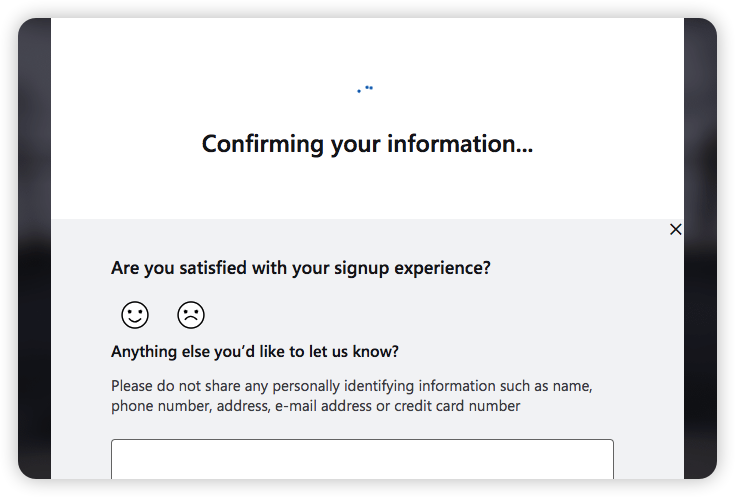 Confirming your information...
Are you satisfied with your signup experience?
Anything else you’d like to let us know?
Please do not share any personally identifying information such as name,
phone number, address, e-mail address or credit card number